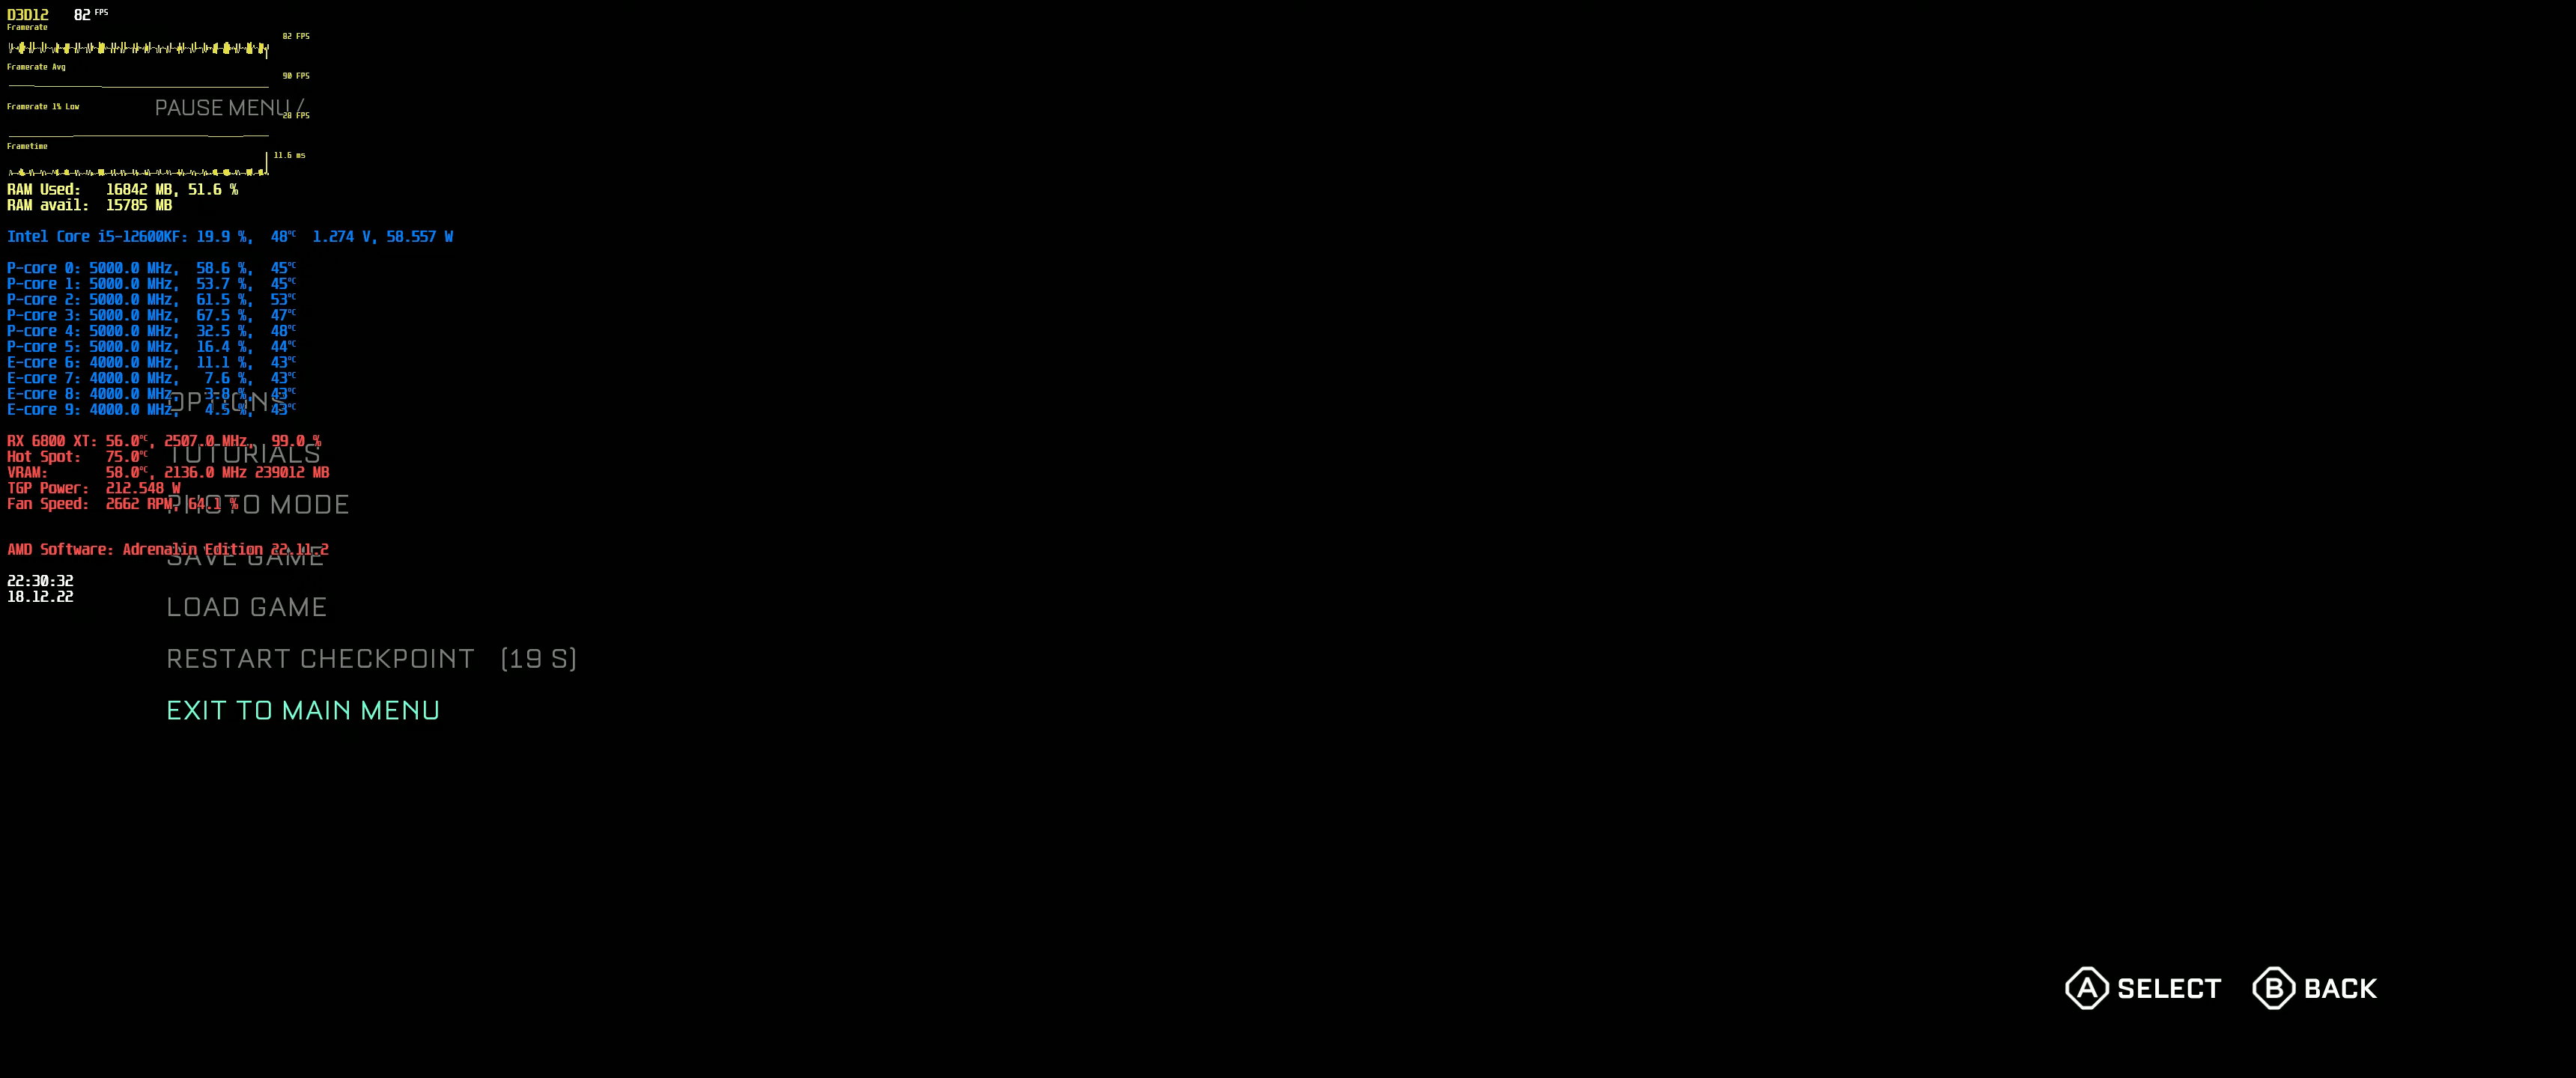 D3D12 82 FPS
Framerate
82 FPS
Framerate Avg
90 FPS
PAUSE MENU /
Framerate 1% Low
28 FPS
Frametime
11.6 ms
RAM Used: 16842 MB, 51.6 %
RAM avail: 15785 MB
Intel Core i5-12600KF: 19.9 %, 48°C 1.274 V, 58.557 W
P-core 0: 5000.0 MHz, 58.6 %, 45°C
P-core 1: 5000.0 MHz, 53.7 %, 45°C
P-core 2: 5000.0 MHz, 61.5 %, 53°C
P-core 3: 5000.0 MHz, 67.5 %, 47°C
P-core 4: 5000.0 MHz, 32.5 %, 48°C
P-core 5: 5000.0 MHz, 16.4 %, 44°C
E-core 6: 4000.0 MHz, 11.1 %, 43°C
E-core 7: 4000.0 MHz, 7.6 %, 43°C
E-core 8: 4000.0 MHz, 3.8 %, 43°C
OPTIONS
E-core 9: 4000.0 MHz, 4.5 %, 43°C
RX 6800 XT: 56.0°C, 2507.0 MHz, 99.0 %
TUTORIALS
Hot Spot: 75.0°C
VRAM: 58.0°C, 2136.0 MHz 239012 MB
TGP Power: 212.548 W
Fan Speed: 2662 RPM, 64.1 %
PHOTO MODE
AMD Software: Adrenalin Edition 22.11.2
SAVE GAME
22:30:32
18.12.22
LOAD GAME
RESTART CHECKPOINT (19 S)
EXIT TO MAIN MENU
A SELECT B BACK